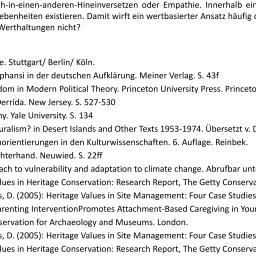 h-in-einen-anderen-Hineinversetzen oder Empathie. Innerhalb ein
ebenheiten existieren. Damit wirft ein wertbasierter Ansatz häufig d
Werthaltungen nicht?
e. Stuttgart/ Berlin/ Köln.
phansi in der deutschen Aufklärung. Meiner Verlag. S. 43f
dom in Modern Political Theory. Princeton University Press. Princeto
Derrida. New Jersey. S. 527-530
ny. Yale University. S. 134
uralism? in Desert Islands and Other Texts 1953-1974. Übersetzt v. D
uorientierungen in den Kulturwissenschaften. 6. Auflage. Reinbek.
chterhand. Neuwied. S. 22ff
ach to vulnerability and adaptation to climate change. Abrufbar unt
lues in Heritage Conservation: Research Report, The Getty Conserva
s, D. (2005): Heritage Values in Site Management: Four Case Studies
arenting InterventionPromotes Attachment-Based Caregiving in Your
servation for Archaeology and Museums. London.
s, D. (2005): Heritage Values in Site Management: Four Case Studies
lues in Heritage Conservation: Research Report, The Getty Conserva